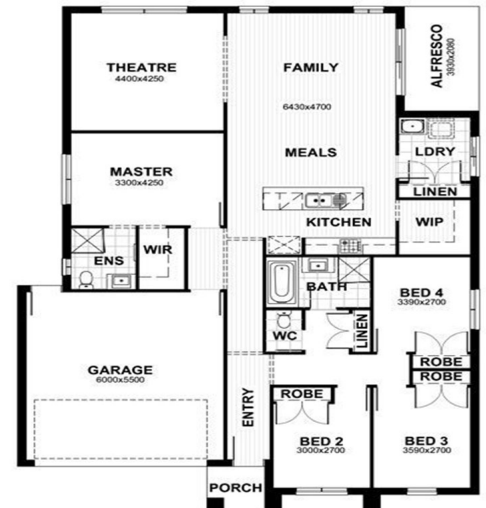 THEATRE
4400x4250
FAMILY
6430x4700
ALFRESCO
3930x2080
MEALS
LDRY
MASTER
3300x4250
LINEN
KITCHEN
WIP
ENS
WIR
BATH
BED 4
3390x2700
WC
LINEN
ROBE
ROBE
GARAGE
6000x5500
ENTRY
ROBE
BED 2
3000x2700
BED 3
3590x2700
PORCH